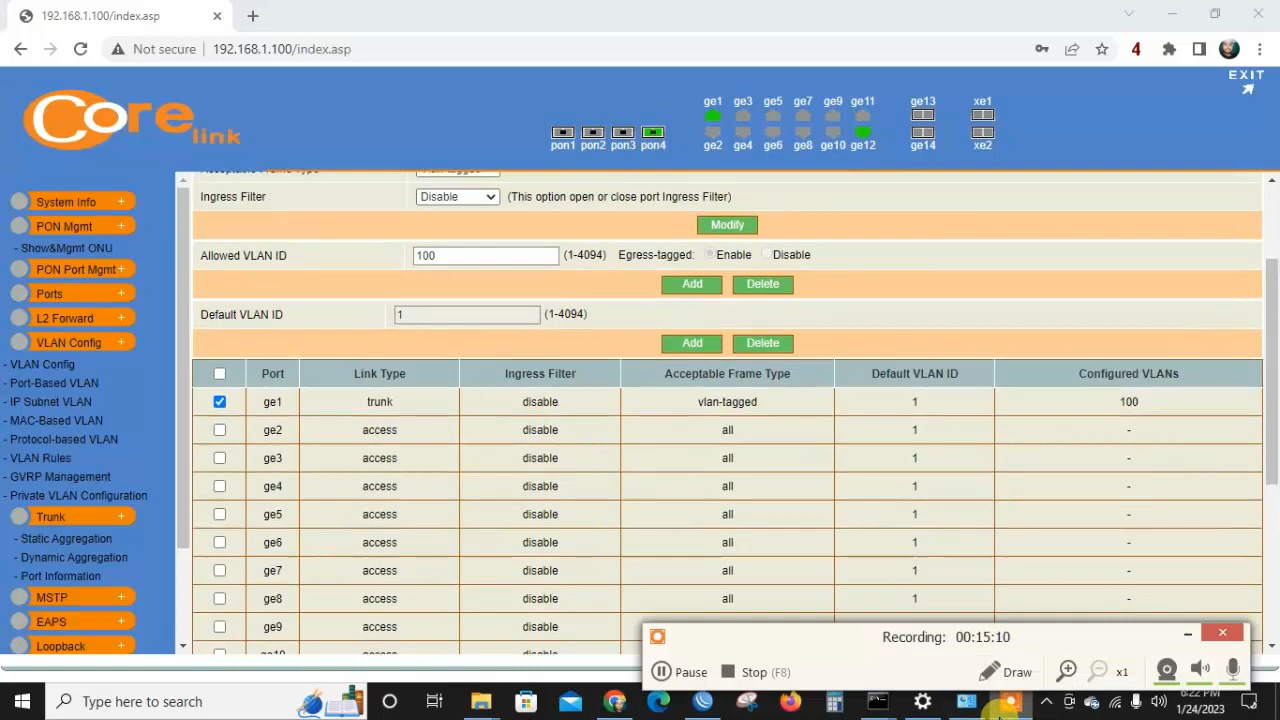 192.168.1.100/index.asp
Not secure
192.168.1.100/index.asp
4
EXIT
Core link
ge1 ge3 ge5 ge7 ge9 ge11 ge13 xe1
pon1 pon2 pon3 pon4 ge2 ge4 ge6 ge8 ge10 ge12 ge14 xe2
System Info +
PON Mgmt +
- Show&Mgmt ONU
PON Port Mgmt +
Ports +
L2 Forward +
VLAN Config +
- VLAN Config
- Port-Based VLAN
- IP Subnet VLAN
- MAC-Based VLAN
- Protocol-based VLAN
- VLAN Rules
- GVRP Management
- Private VLAN Configuration
Trunk +
- Static Aggregation
- Dynamic Aggregation
- Port Information
MSTP +
EAPS +
Loopback +
Ingress Filter Disable (This option open or close port Ingress Filter)
Modify
Allowed VLAN ID 100 (1-4094) Egress-tagged: Enable Disable
Add Delete
Default VLAN ID 1 (1-4094)
Add Delete
Port Link Type Ingress Filter Acceptable Frame Type Default VLAN ID Configured VLANs
ge1 trunk disable vlan-tagged 1 100
ge2 access disable all 1 -
ge3 access disable all 1 -
ge4 access disable all 1 -
ge5 access disable all 1 -
ge6 access disable all 1 -
ge7 access disable all 1 -
ge8 access disable all 1 -
ge9 access disable
Recording: 00:15:10
Pause Stop (F8) Draw x1
Type here to search
6:22 PM
1/24/2023